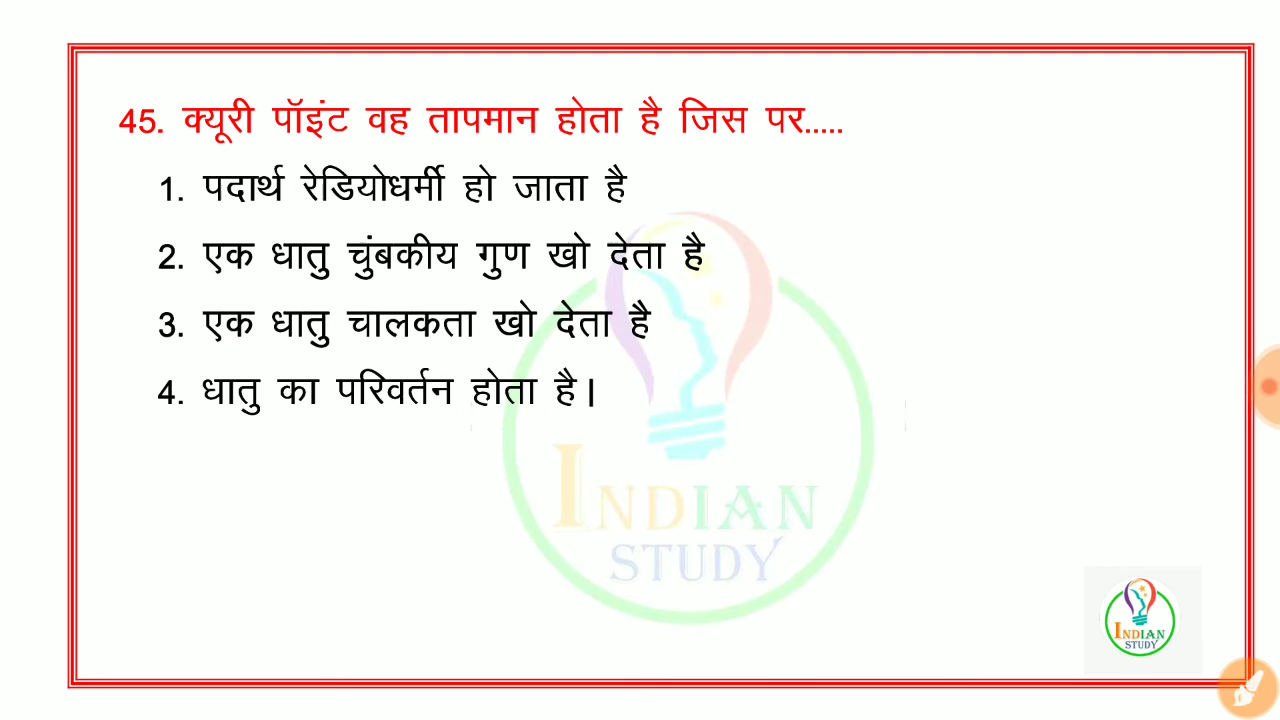 45. क्यूरी पॉइंट वह तापमान होता है जिस पर.....
1. पदार्थ रेडियोधर्मी हो जाता है
2. एक धातु चुंबकीय गुण खो देता है
3. एक धातु चालकता खो देता है
4. धातु का परिवर्तन होता है।
INDIAN
STUDY
INDIAN
STUDY